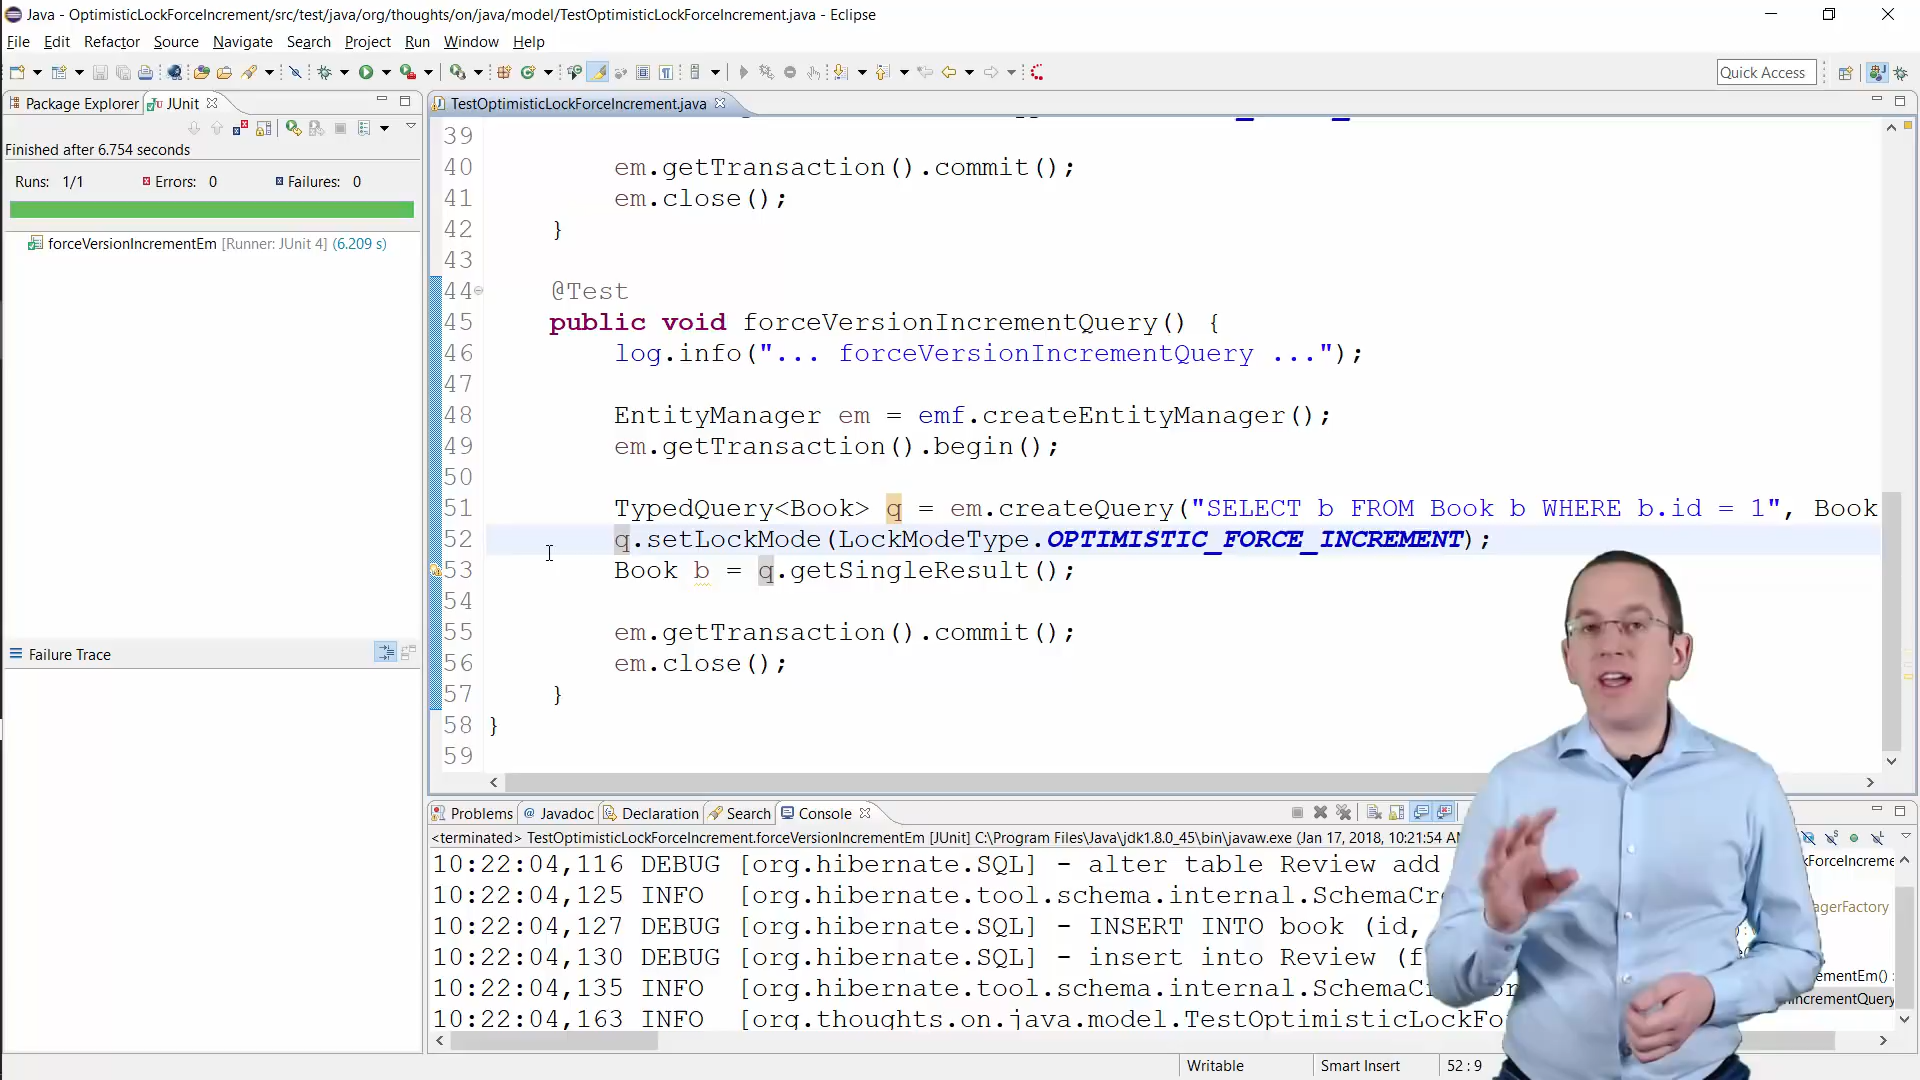 Java - OptimisticLockForceIncrement/src/test/java/org/thoughts/on/java/model/TestOptimisticLockForceIncrement.java - Eclipse
File Edit Refactor Source Navigate Search Project Run Window Help
Quick Access
Package Explorer JUnit
TestOptimisticLockForceIncrement.java
Finished after 6.754 seconds
Runs: 1/1 Errors: 0 Failures: 0
forceVersionIncrementEm [Runner: JUnit 4] (6.209 s)
Failure Trace
39
40 em.getTransaction().commit();
41 em.close();
42 }
43
44 @Test
45 public void forceVersionIncrementQuery() {
46 log.info("... forceVersionIncrementQuery ...");
47
48 EntityManager em = emf.createEntityManager();
49 em.getTransaction().begin();
50
51 TypedQuery<Book> q = em.createQuery("SELECT b FROM Book b WHERE b.id = 1", Book
52 q.setLockMode(LockModeType.OPTIMISTIC_FORCE_INCREMENT);
53 Book b = q.getSingleResult();
54
55 em.getTransaction().commit();
56 em.close();
57 }
58 }
59
Problems @ Javadoc Declaration Search Console
<terminated> TestOptimisticLockForceIncrement.forceVersionIncrementEm [JUnit] C:\Program Files\Java\jdk1.8.0_45\bin\javaw.exe (Jan 17, 2018, 10:21:54 AM
10:22:04,116 DEBUG [org.hibernate.SQL] - alter table Review add
10:22:04,125 INFO [org.hibernate.tool.schema.internal.SchemaCr
10:22:04,127 DEBUG [org.hibernate.SQL] - INSERT INTO book (id,
10:22:04,130 DEBUG [org.hibernate.SQL] - insert into Review (f
10:22:04,135 INFO [org.hibernate.tool.schema.internal.SchemaC
10:22:04,163 INFO [org.thoughts.on.java.model.TestOptimisticLockFo
kForceIncreme
agerFactory
ementEm() :
IncrementQuery
Writable Smart Insert 52 : 9